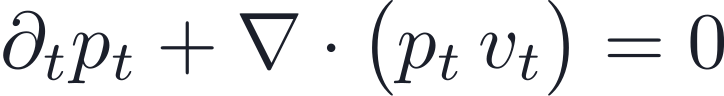 ∂ₜpₜ + ∇ · (pₜ vₜ) = 0